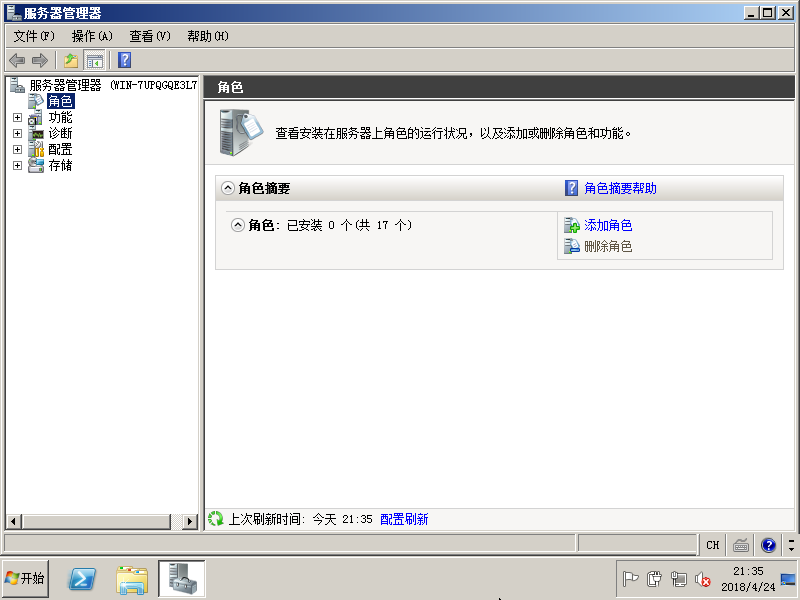 服务器管理器
文件(F) 操作(A) 查看(V) 帮助(H)
服务器管理器 (WIN-7UPQGQE3L7
角色
功能
诊断
配置
存储
角色
查看安装在服务器上角色的运行状况，以及添加或删除角色和功能。
角色摘要
角色摘要帮助
角色: 已安装 0 个(共 17 个)
添加角色
删除角色
上次刷新时间: 今天 21:35 配置刷新
CH
开始
21:35
2018/4/24